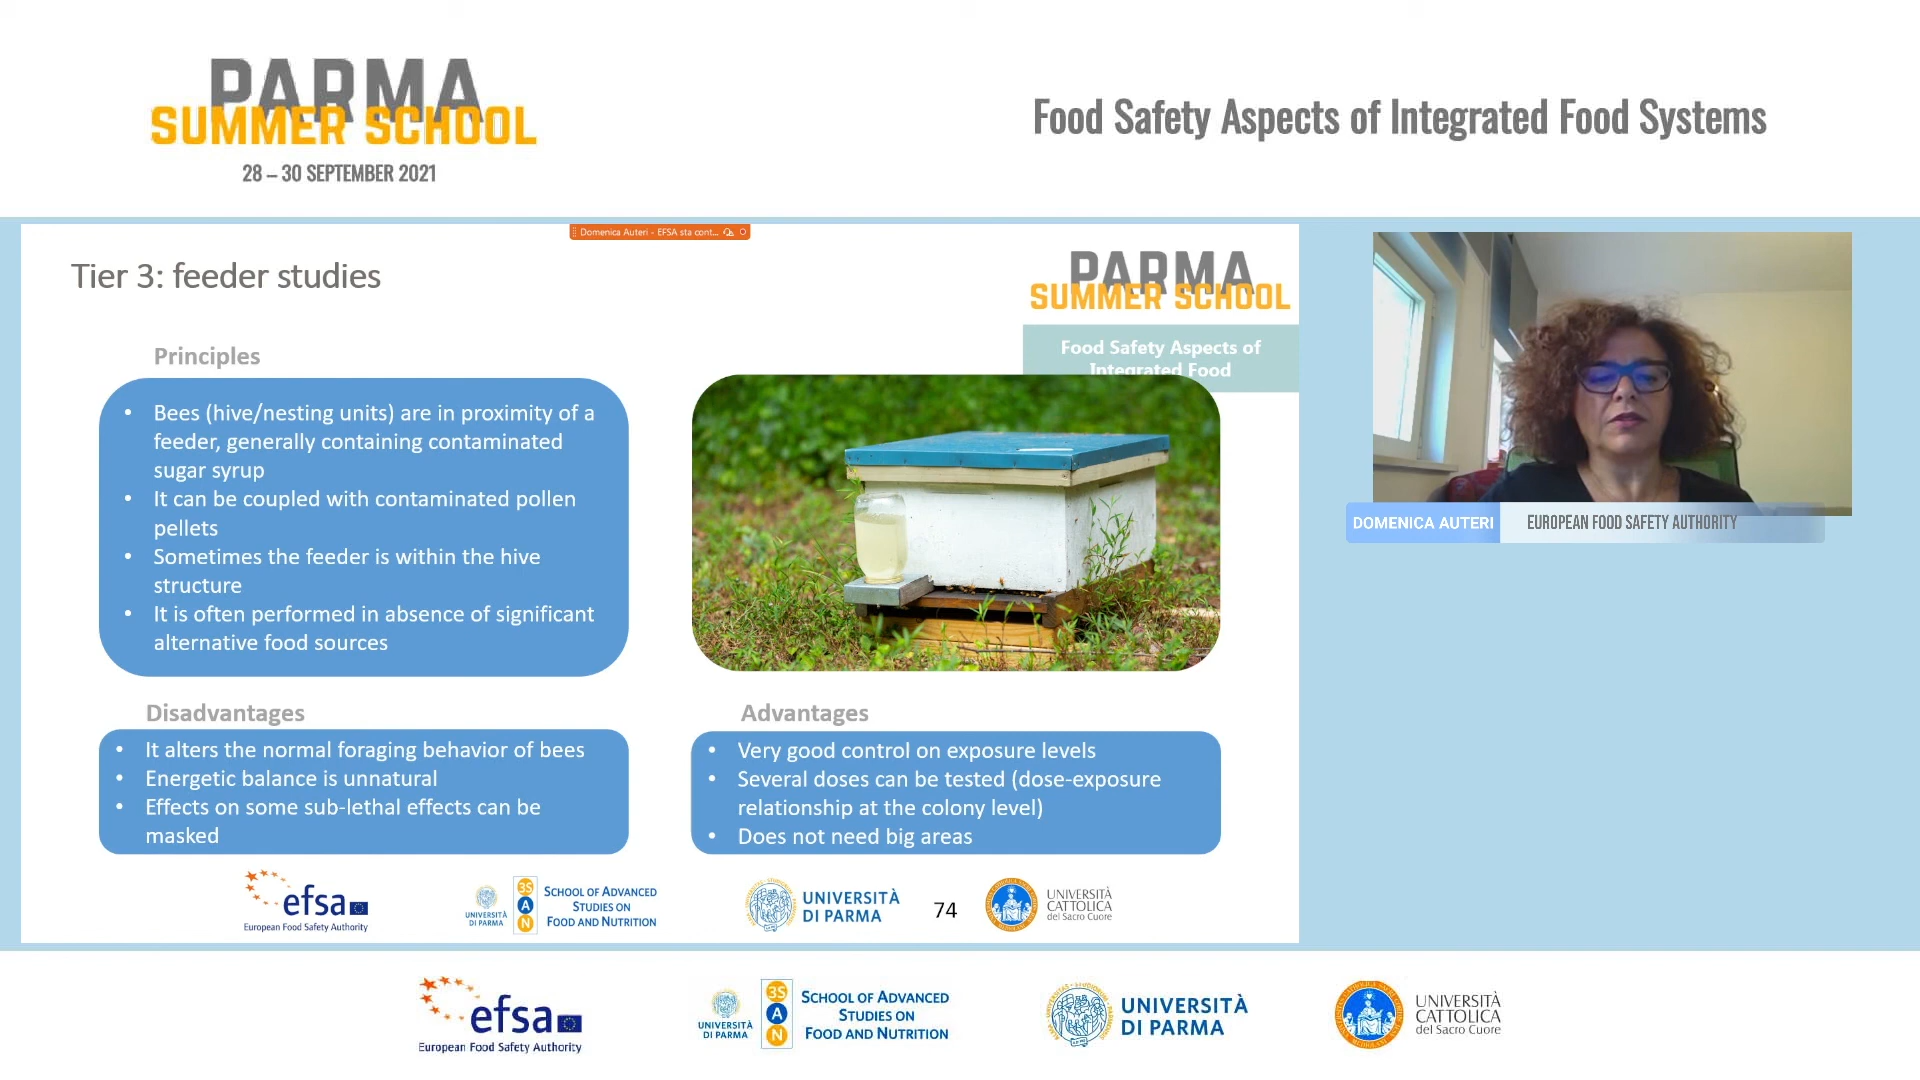 PARMA
SUMMER SCHOOL
28 – 30 SEPTEMBER 2021
Food Safety Aspects of Integrated Food Systems
Domenica Auteri - EFSA sta cont...
Tier 3: feeder studies
PARMA
SUMMER SCHOOL
Food Safety Aspects of
Integrated Food
Principles
• Bees (hive/nesting units) are in proximity of a
feeder, generally containing contaminated
sugar syrup
• It can be coupled with contaminated pollen
pellets
• Sometimes the feeder is within the hive
structure
• It is often performed in absence of significant
alternative food sources
Disadvantages
• It alters the normal foraging behavior of bees
• Energetic balance is unnatural
• Effects on some sub-lethal effects can be
masked
Advantages
• Very good control on exposure levels
• Several doses can be tested (dose-exposure
relationship at the colony level)
• Does not need big areas
DOMENICA AUTERI
EUROPEAN FOOD SAFETY AUTHORITY
efsa
European Food Safety Authority
UNIVERSITÀ
DI PARMA
3S
A
N
SCHOOL OF ADVANCED
STUDIES ON
FOOD AND NUTRITION
UNIVERSITÀ
DI PARMA
74
UNIVERSITÀ
CATTOLICA
del Sacro Cuore
efsa
European Food Safety Authority
UNIVERSITÀ
DI PARMA
3S
A
N
SCHOOL OF ADVANCED
STUDIES ON
FOOD AND NUTRITION
UNIVERSITÀ
DI PARMA
UNIVERSITÀ
CATTOLICA
del Sacro Cuore